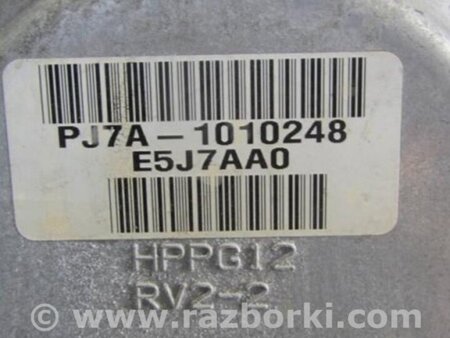 PJ7A-1010248
E5J7AA0
HPPG12
RV2-2
© www.razborki.com